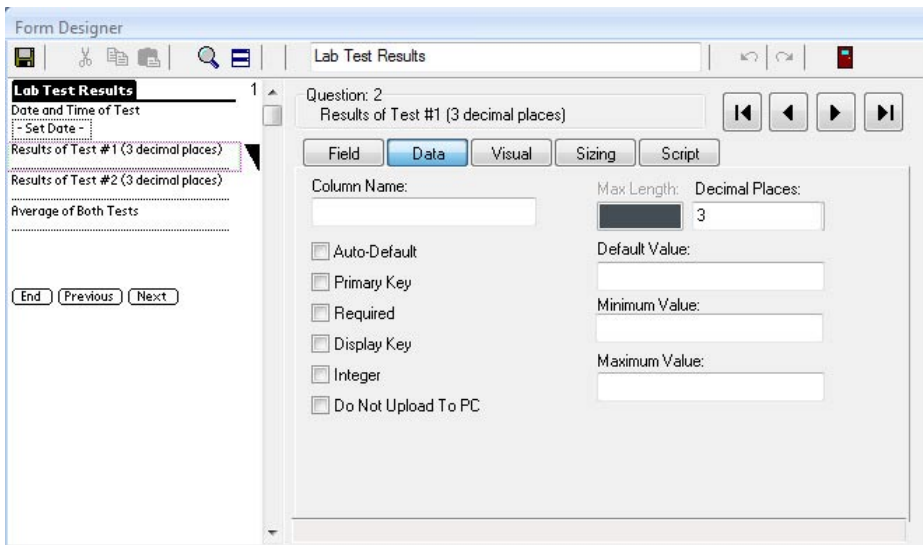 Form Designer
Lab Test Results
Lab Test Results 1
Date and Time of Test
- Set Date -
Results of Test #1 (3 decimal places)
Results of Test #2 (3 decimal places)
Average of Both Tests
End Previous Next
Question: 2
Results of Test #1 (3 decimal places)
Field Data Visual Sizing Script
Column Name:
Max Length: Decimal Places:
3
Auto-Default
Default Value:
Primary Key
Required
Minimum Value:
Display Key
Integer
Maximum Value:
Do Not Upload To PC